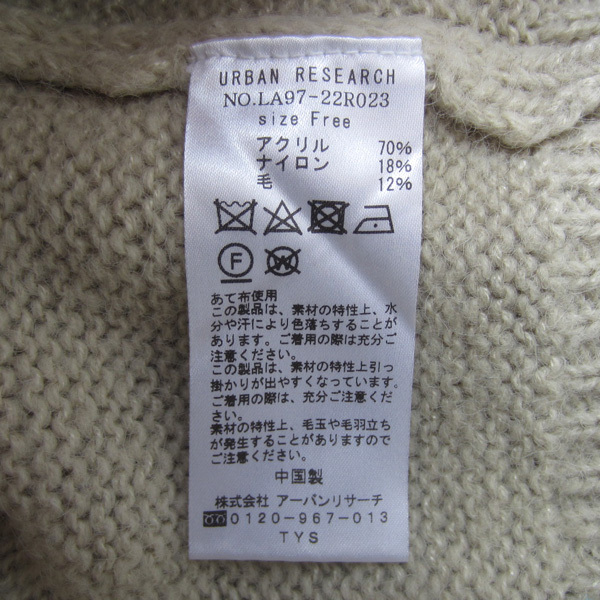 URBAN RESEARCH
NO.LA97-22R023
size Free
アクリル 70%
ナイロン 18%
毛 12%
F W
あて布使用
この製品は、素材の特性上、水
分や汗により色落ちすることが
あります。ご着用の際は充分ご
注意ください。
この製品は、素材の特性上引っ
掛かりが出やすくなっています。
ご着用の際は、充分ご注意くだ
さい。
素材の特性上、毛玉や毛羽立ち
が発生することがありますので
ご注意ください。
中国製
株式会社 アーバンリサーチ
0120-967-013
TYS